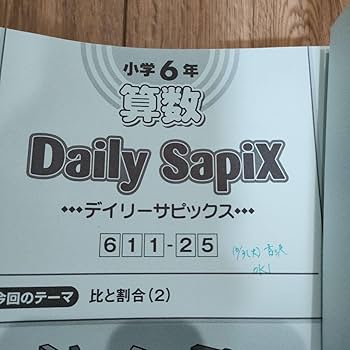 小学6年
算数
Daily SapiX
デイリーサピックス
611-25
OK!
今回のテーマ 比と割合(2)